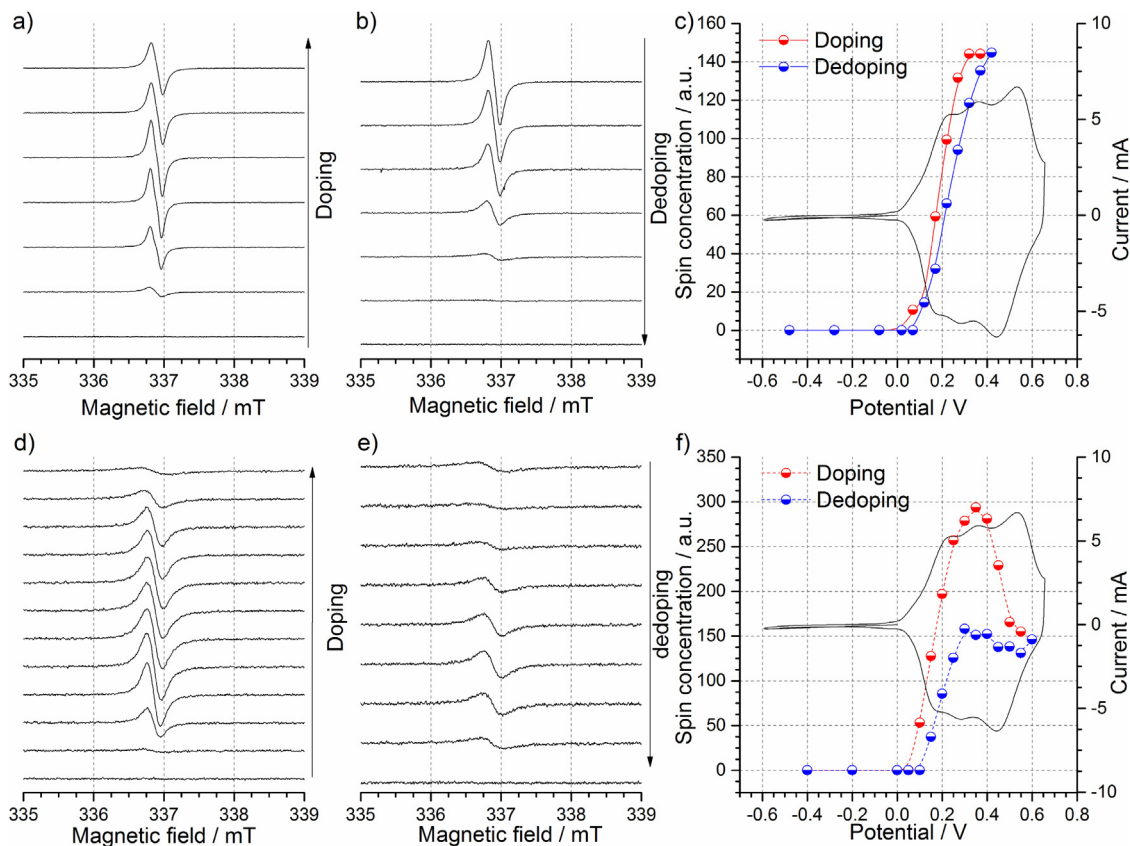 a)
Doping
335 336 337 338 339
Magnetic field / mT
b)
Dedoping
335 336 337 338 339
Magnetic field / mT
c)
Doping
Dedoping
160
140
120
100
80
60
40
20
0
Spin concentration / a.u.
10
5
0
-5
Current / mA
-0.6 -0.4 -0.2 0.0 0.2 0.4 0.6 0.8
Potential / V
d)
Doping
335 336 337 338 339
Magnetic field / mT
e)
dedoping
335 336 337 338 339
Magnetic field / mT
f)
Doping
Dedoping
350
300
250
200
150
100
50
0
Spin concentration / a.u.
10
5
0
-5
-10
Current / mA
-0.6 -0.4 -0.2 0.0 0.2 0.4 0.6 0.8
Potential / V